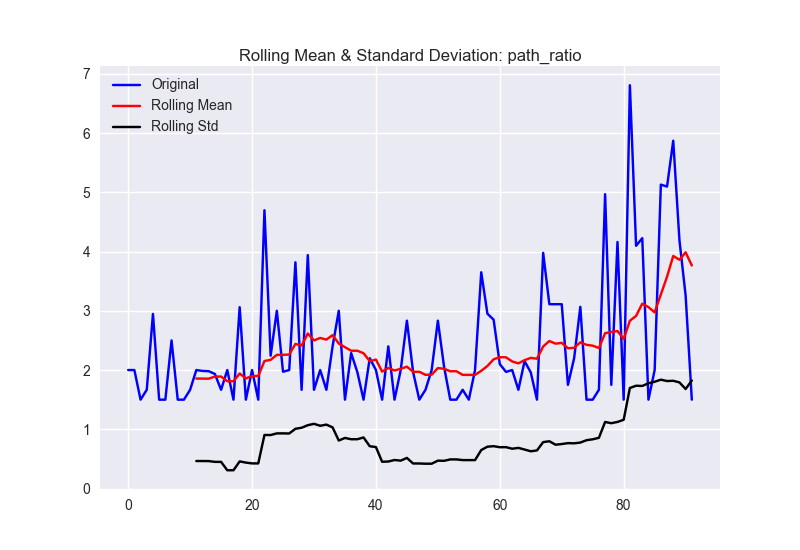 Rolling Mean & Standard Deviation: path_ratio
7
6
5
4
3
2
1
0
Original
Rolling Mean
Rolling Std
0 20 40 60 80